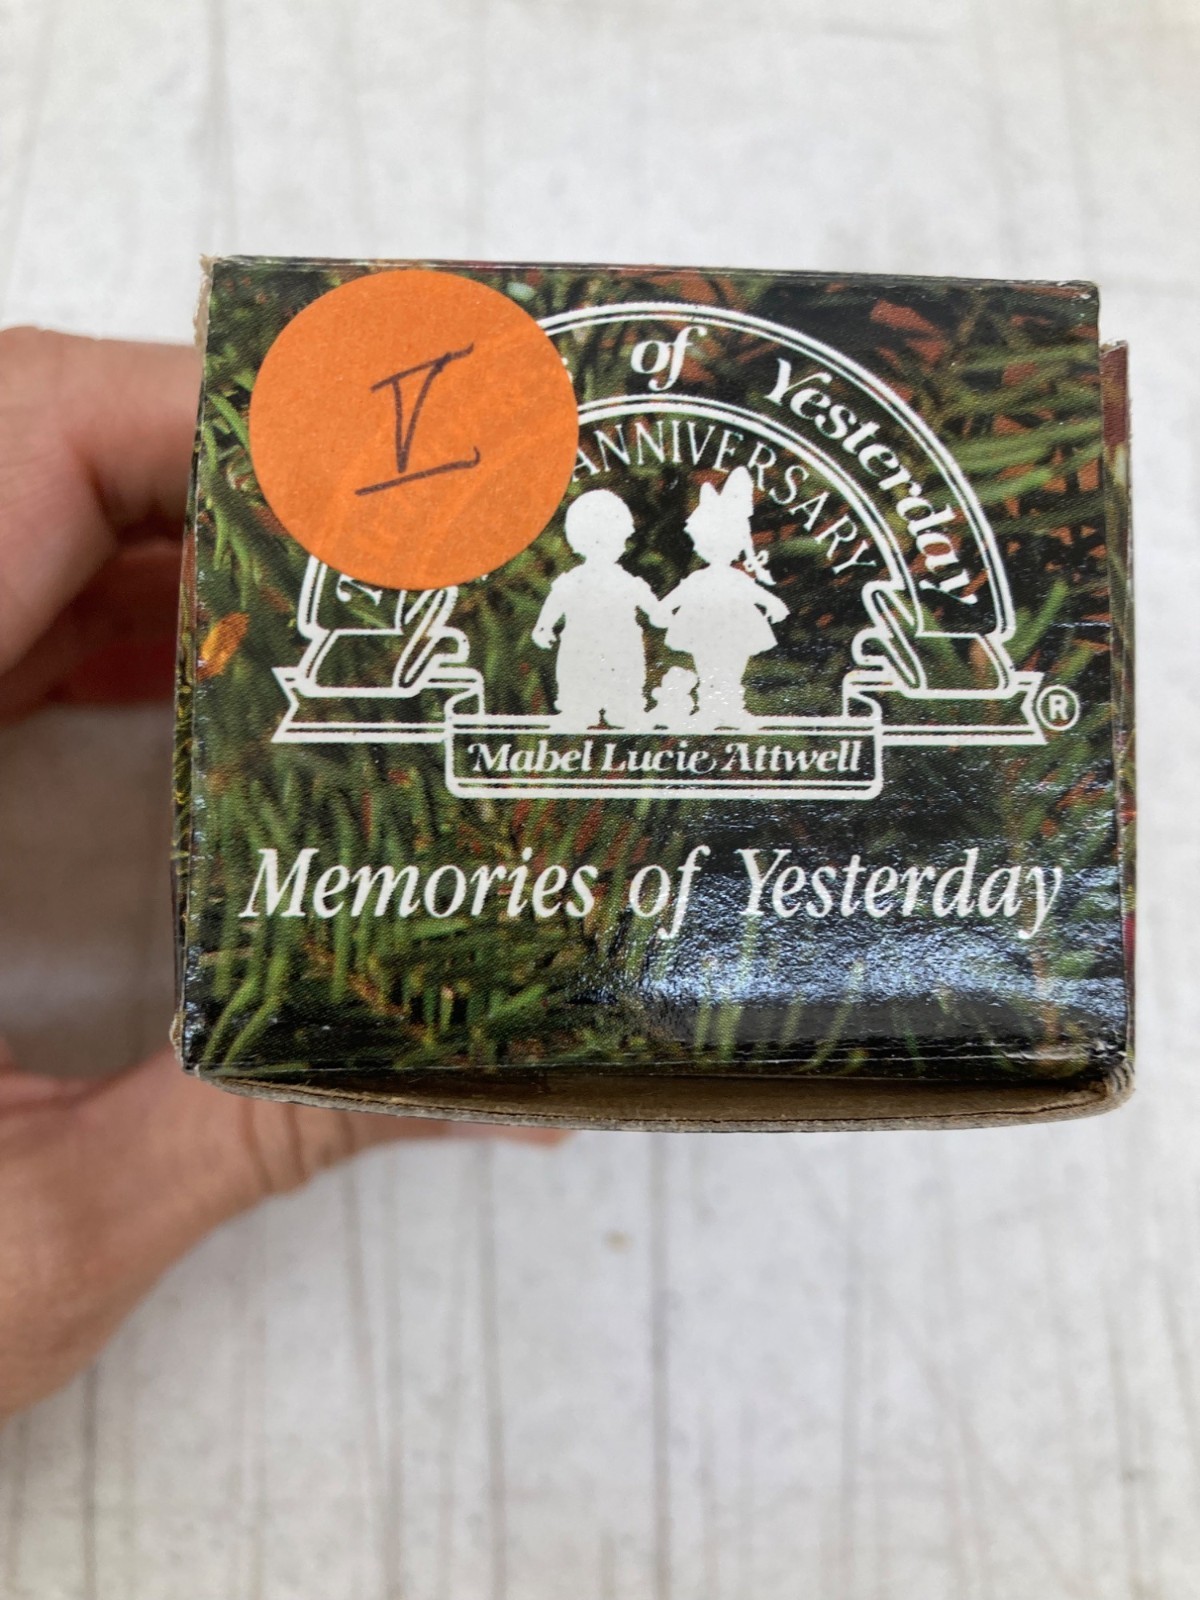 V
of Yesterday
ANNIVERSARY
®
Mabel Lucie Attwell
Memories of Yesterday